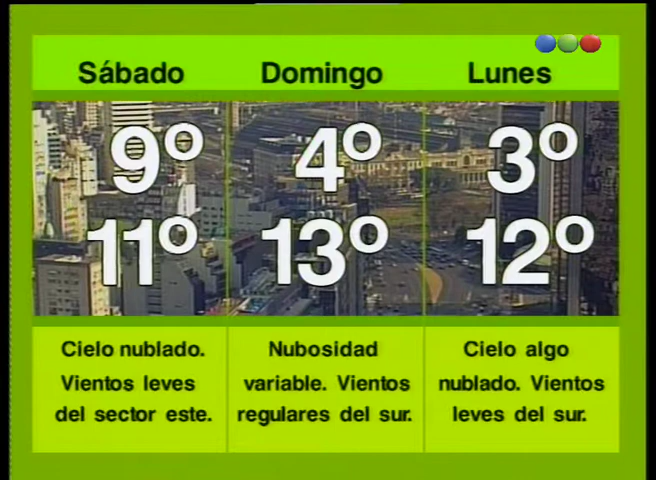 Sábado Domingo Lunes
9º 4º 3º
11º 13º 12º
Cielo nublado.
Vientos leves
del sector este.
Nubosidad
variable. Vientos
regulares del sur.
Cielo algo
nublado. Vientos
leves del sur.